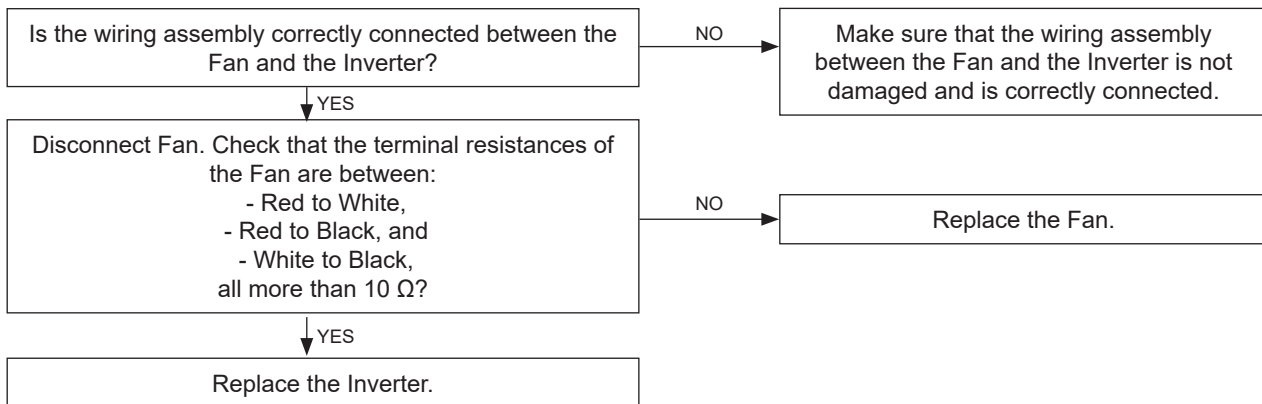 Is the wiring assembly correctly connected between the
Fan and the Inverter?
NO
Make sure that the wiring assembly
between the Fan and the Inverter is not
damaged and is correctly connected.
YES
Disconnect Fan. Check that the terminal resistances of
the Fan are between:
- Red to White,
- Red to Black, and
- White to Black,
all more than 10 Ω?
NO
Replace the Fan.
YES
Replace the Inverter.